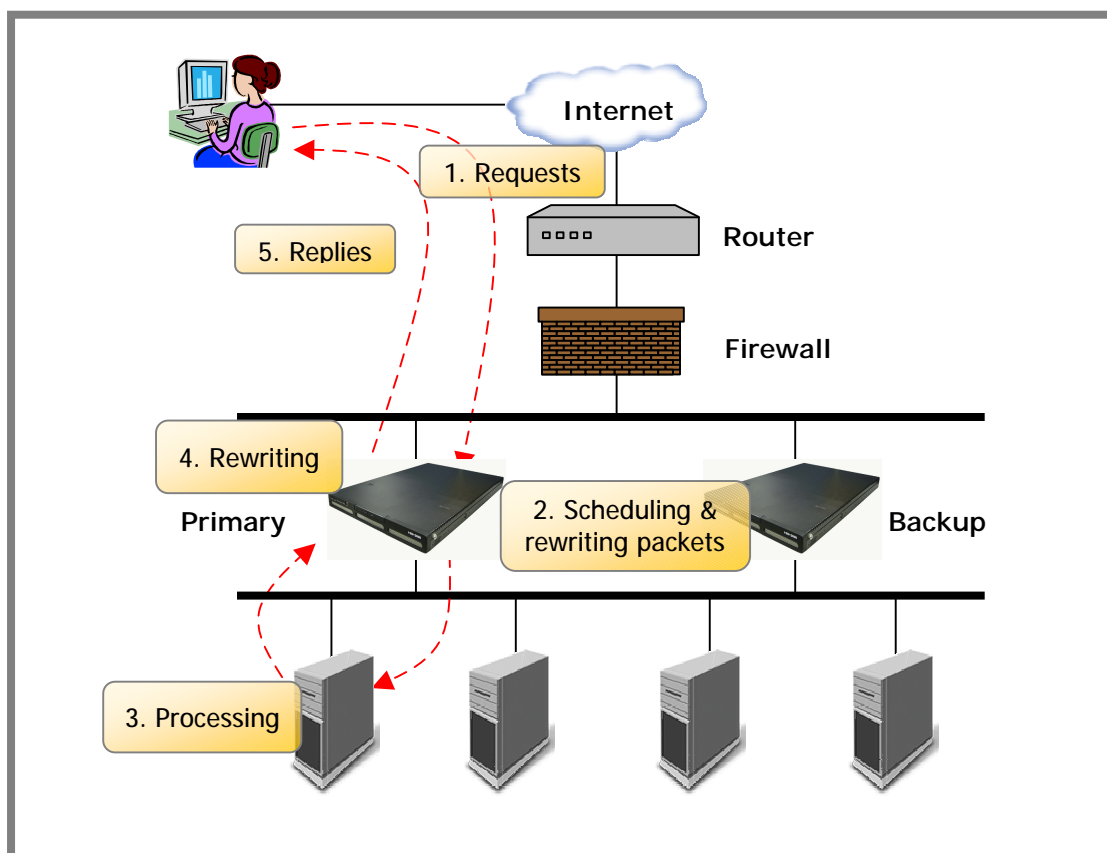 Internet
1. Requests
Router
5. Replies
Firewall
4. Rewriting
Primary
2. Scheduling &
rewriting packets
Backup
3. Processing